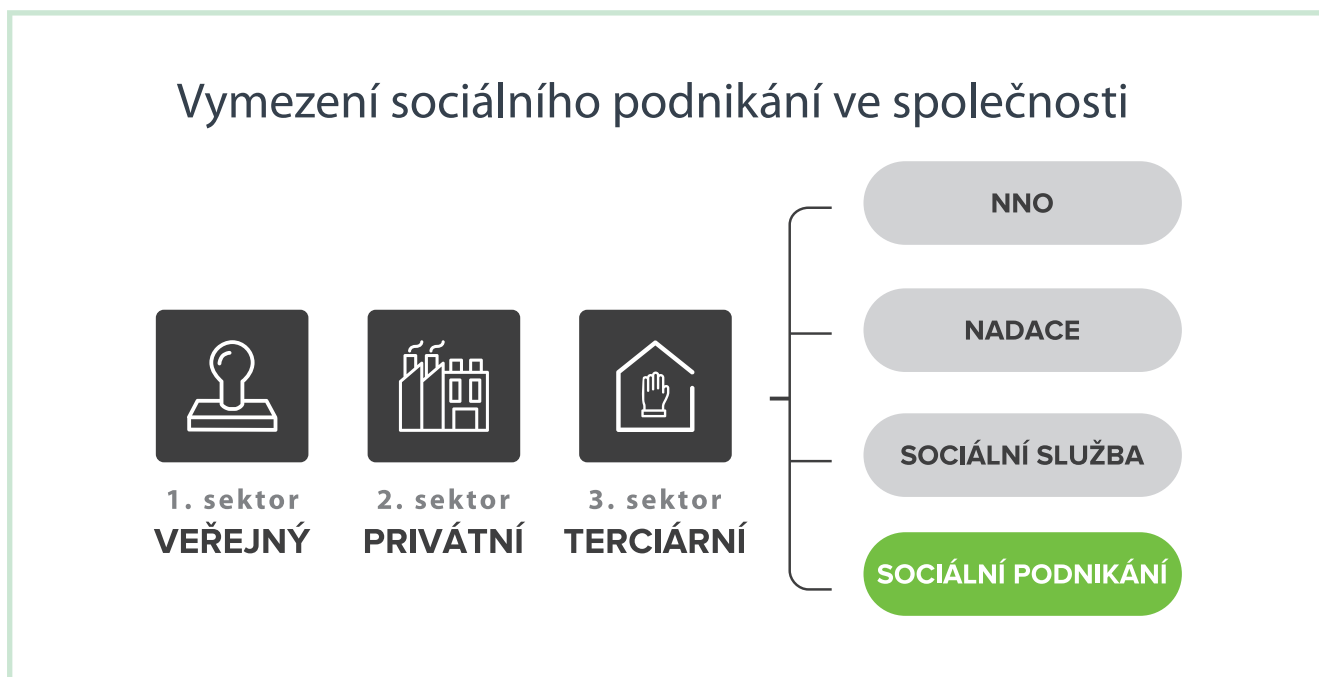 Vymezení sociálního podnikání ve společnosti
1. sektor
VEŘEJNÝ
2. sektor
PRIVÁTNÍ
3. sektor
TERCIÁRNÍ
NNO
NADACE
SOCIÁLNÍ SLUŽBA
SOCIÁLNÍ PODNIKÁNÍ